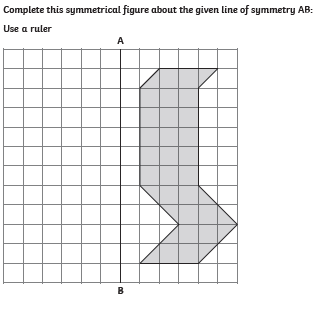 Complete this symmetrical figure about the given line of symmetry AB:
Use a ruler
A
B